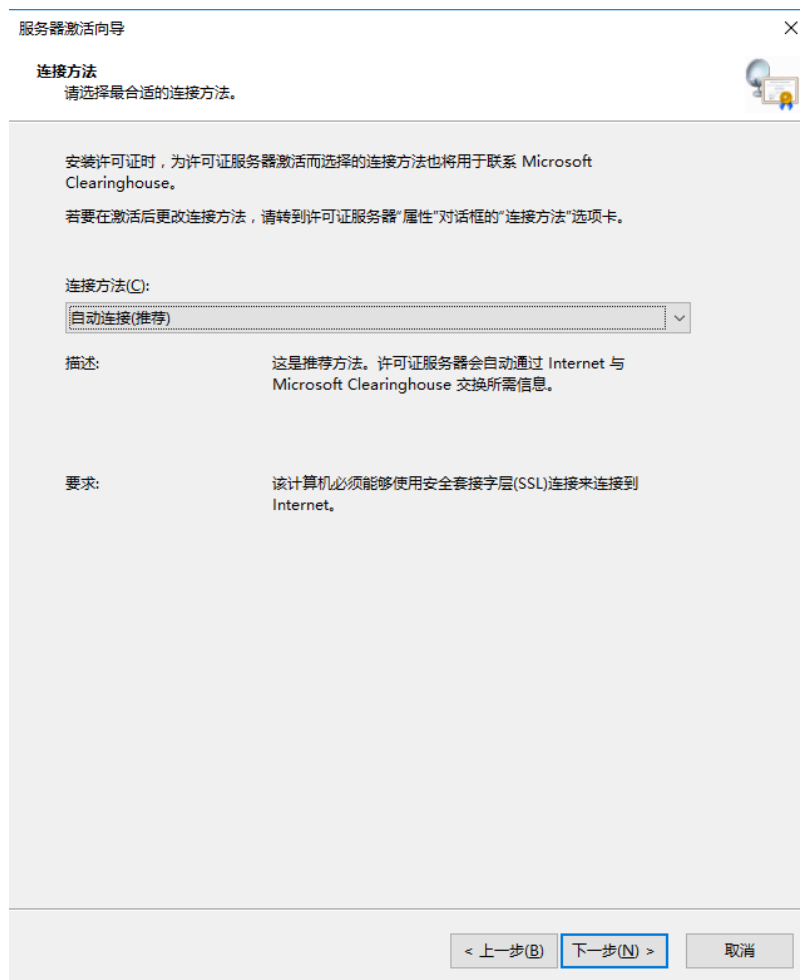 服务器激活向导
连接方法
请选择最合适的连接方法。
安装许可证时，为许可证服务器激活而选择的连接方法也将用于联系 Microsoft
Clearinghouse。
若要在激活后更改连接方法，请转到许可证服务器“属性”对话框的“连接方法”选项卡。
连接方法(C):
自动连接(推荐)
描述:
这是推荐方法。许可证服务器会自动通过 Internet 与
Microsoft Clearinghouse 交换所需信息。
要求:
该计算机必须能够使用安全套接字层(SSL)连接来连接到
Internet。
< 上一步(B) 下一步(N) > 取消